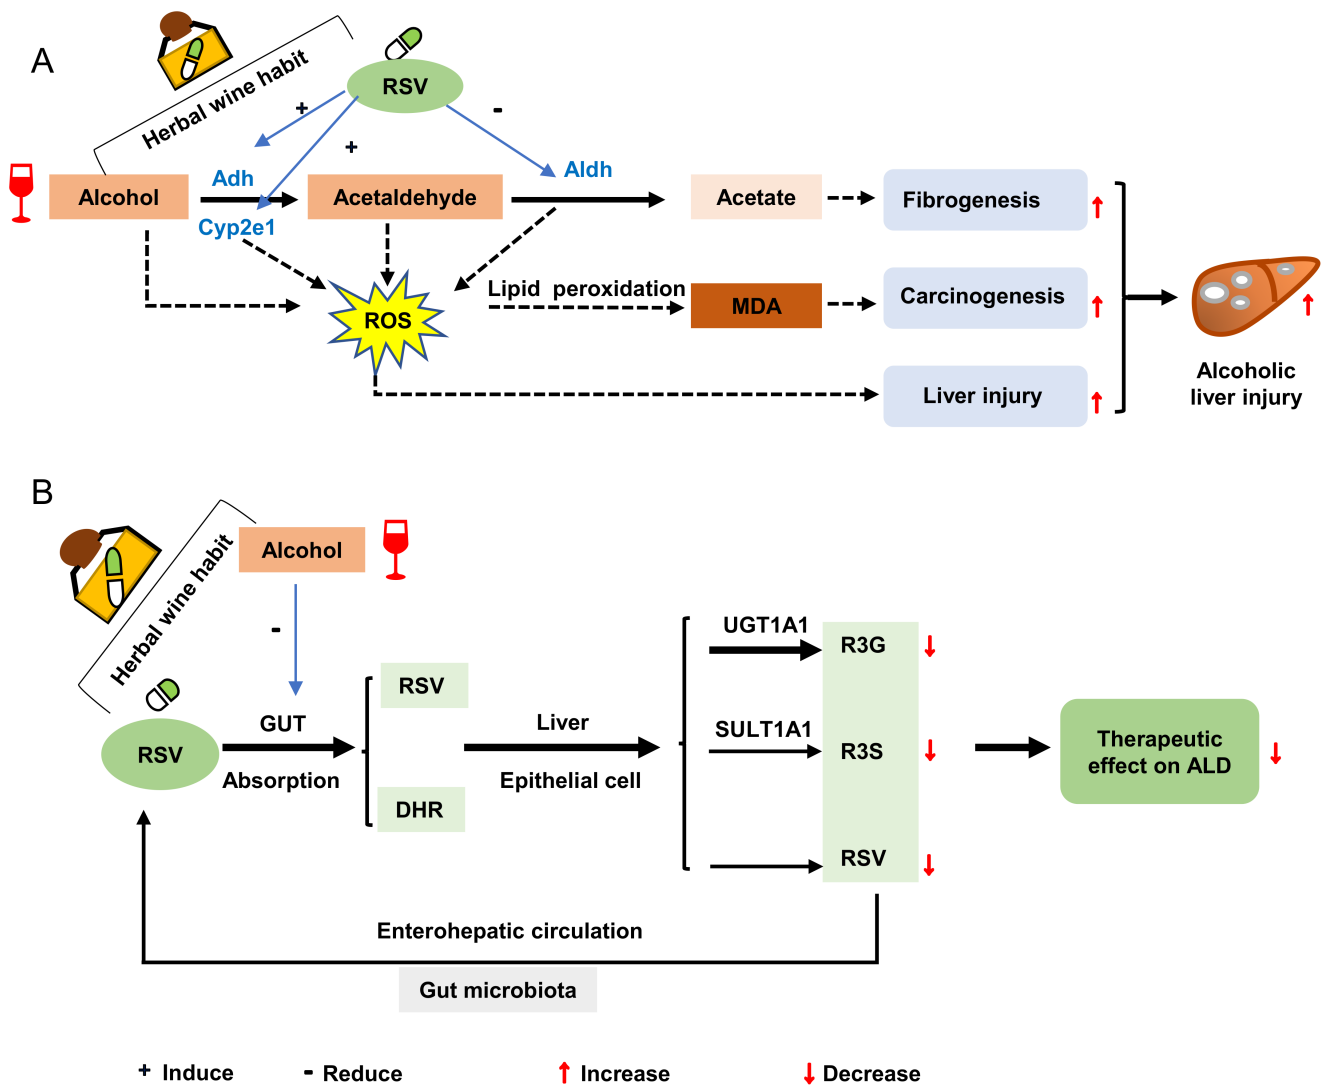 A
Herbal wine habit
RSV
+
-
+
Adh
Aldh
Alcohol
Acetaldehyde
Acetate
Fibrogenesis
Cyp2e1
Lipid peroxidation
ROS
MDA
Carcinogenesis
Liver injury
Alcoholic
liver injury
B
Herbal wine habit
Alcohol
-
RSV
GUT
Absorption
RSV
DHR
Liver
Epithelial cell
UGT1A1
R3G
SULT1A1
R3S
RSV
Therapeutic
effect on ALD
Enterohepatic circulation
Gut microbiota
+ Induce
- Reduce
↑ Increase
↓ Decrease